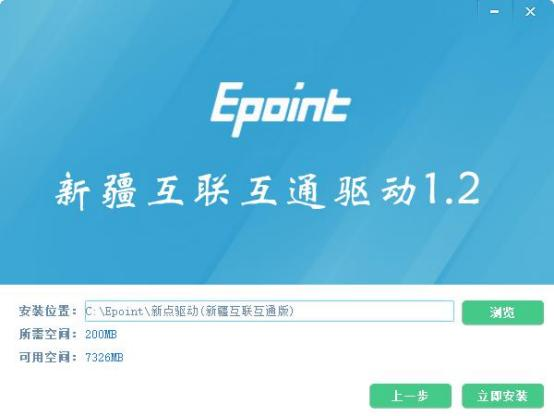 Epoint
新疆互联互通驱动1.2
安装位置： C:\Epoint\新点驱动(新疆互联互通版) 浏览
所需空间： 200MB
可用空间： 7326MB
上一步 立即安装